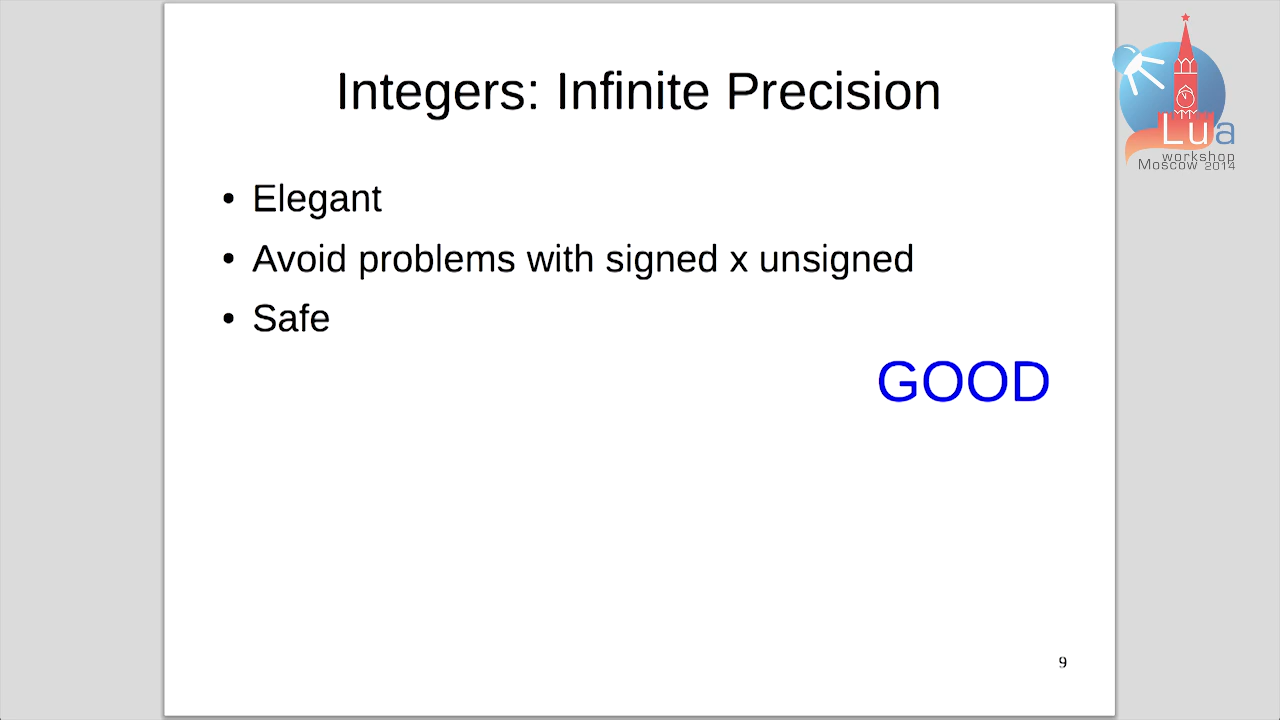 Integers: Infinite Precision
• Elegant
• Avoid problems with signed x unsigned
• Safe
GOOD
9
Lua
workshop
Moscow 2014